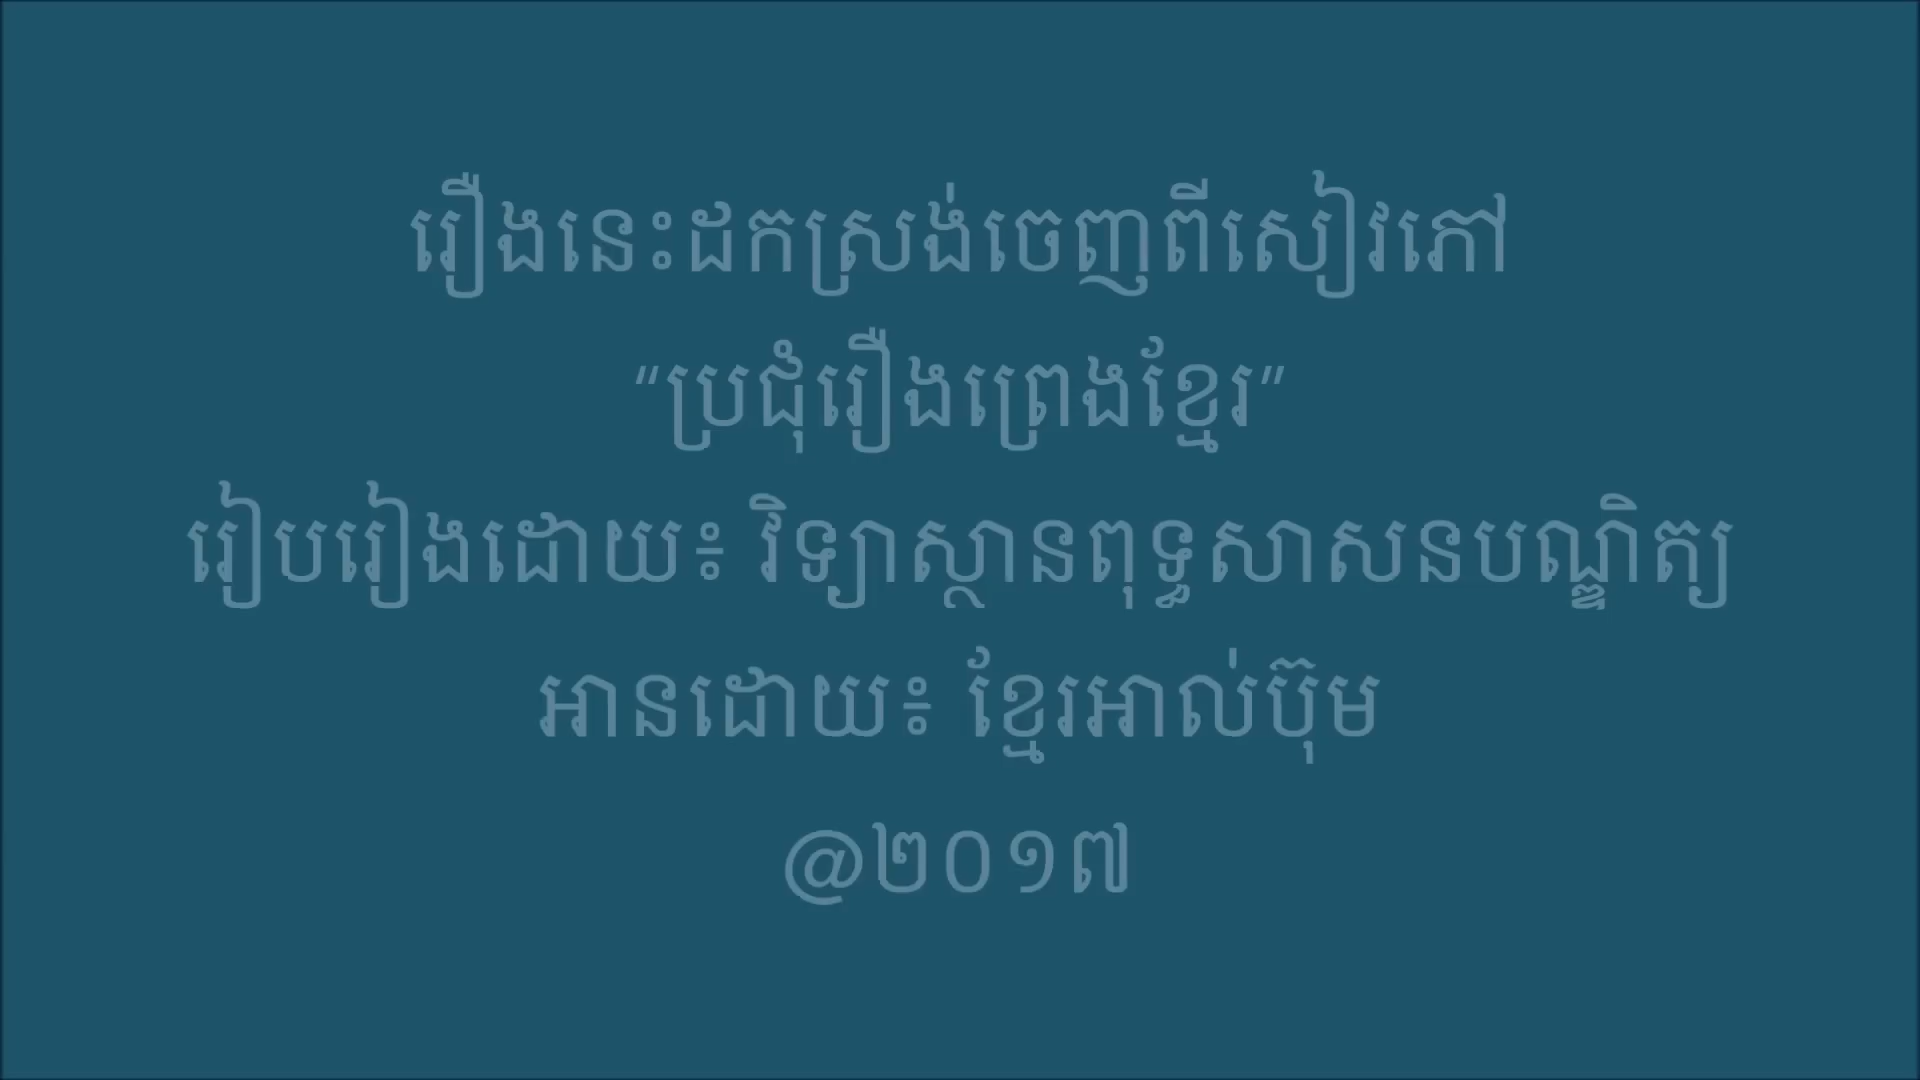 រឿងនេះដកស្រង់ចេញពីសៀវភៅ
“ប្រជុំរឿងព្រេងខ្មែរ”
រៀបរៀងដោយ៖ វិទ្យាស្ថានពុទ្ធសាសនបណ្ឌិត្យ
អានដោយ៖ ខ្មែរអាល់ប៊ុម
@២០១៧